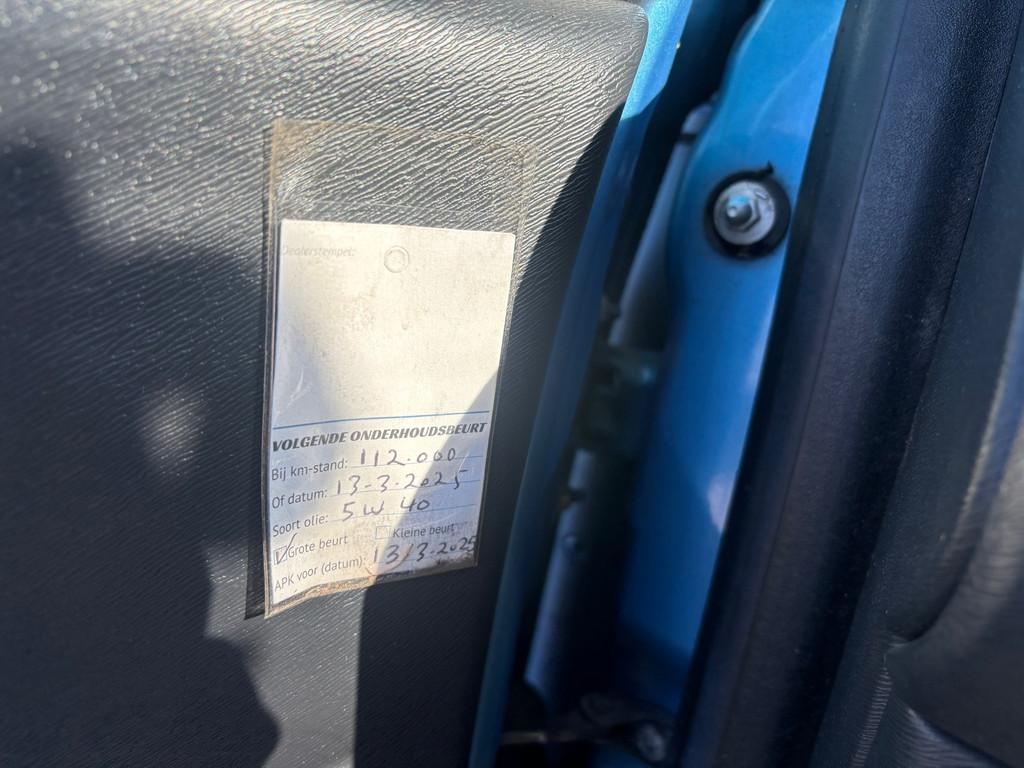 Dealerstempel:
VOLGENDE ONDERHOUDSBEURT
Bij km-stand: 112.000
Of datum: 13-3-2025
Soort olie: 5W 40
Grote beurt Kleine beurt
APK voor (datum): 13/3-2025